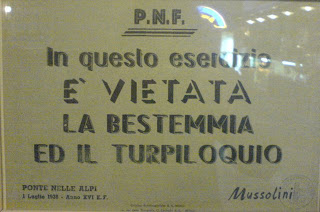 P.N.F.
In questo esercizio
È VIETATA
LA BESTEMMIA
ED IL TURPILOQUIO
PONTE NELLE ALPI
1 Luglio 1938 - Anno XVI E.F.
Mussolini